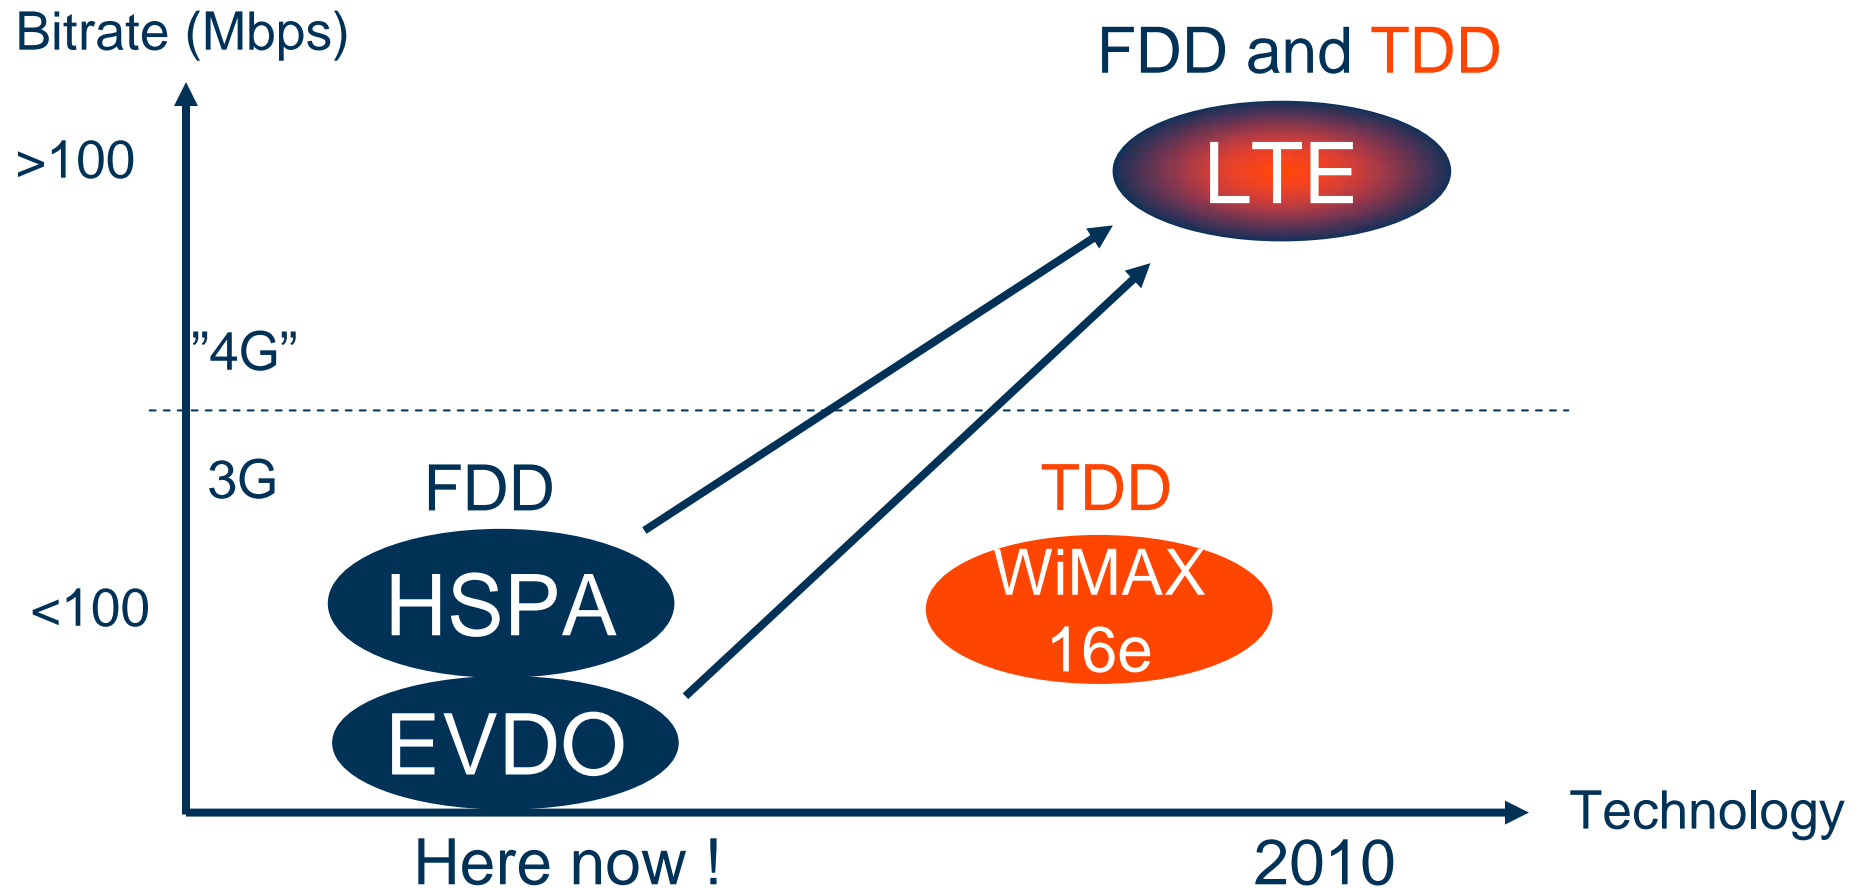 Bitrate (Mbps)
FDD and TDD
>100
LTE
”4G”
3G
FDD
TDD
HSPA
WiMAX
16e
<100
EVDO
Technology
Here now !
2010